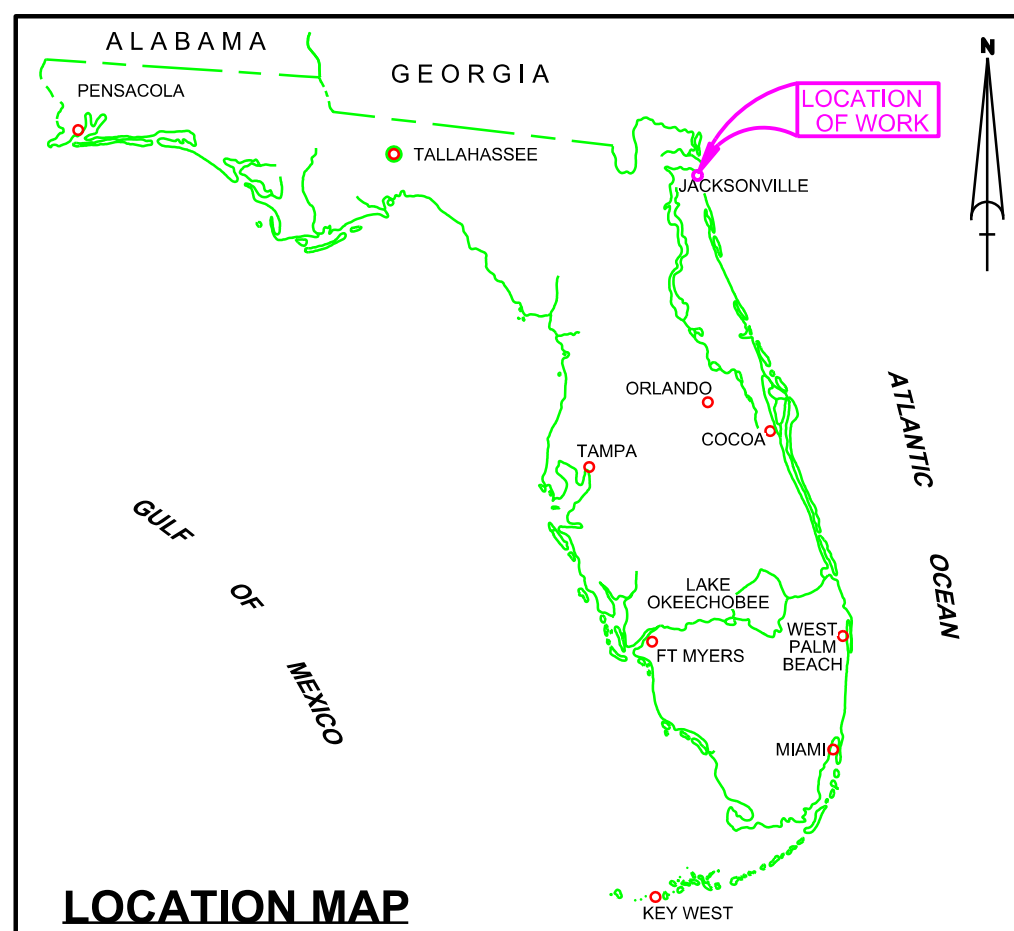 ALABAMA
GEORGIA
N
PENSACOLA
LOCATION
OF WORK
TALLAHASSEE
JACKSONVILLE
ORLANDO
ATLANTIC
COCOA
TAMPA
GULF
OF
MEXICO
OCEAN
LAKE
OKEECHOBEE
WEST
PALM
BEACH
FT MYERS
MIAMI
LOCATION MAP
KEY WEST